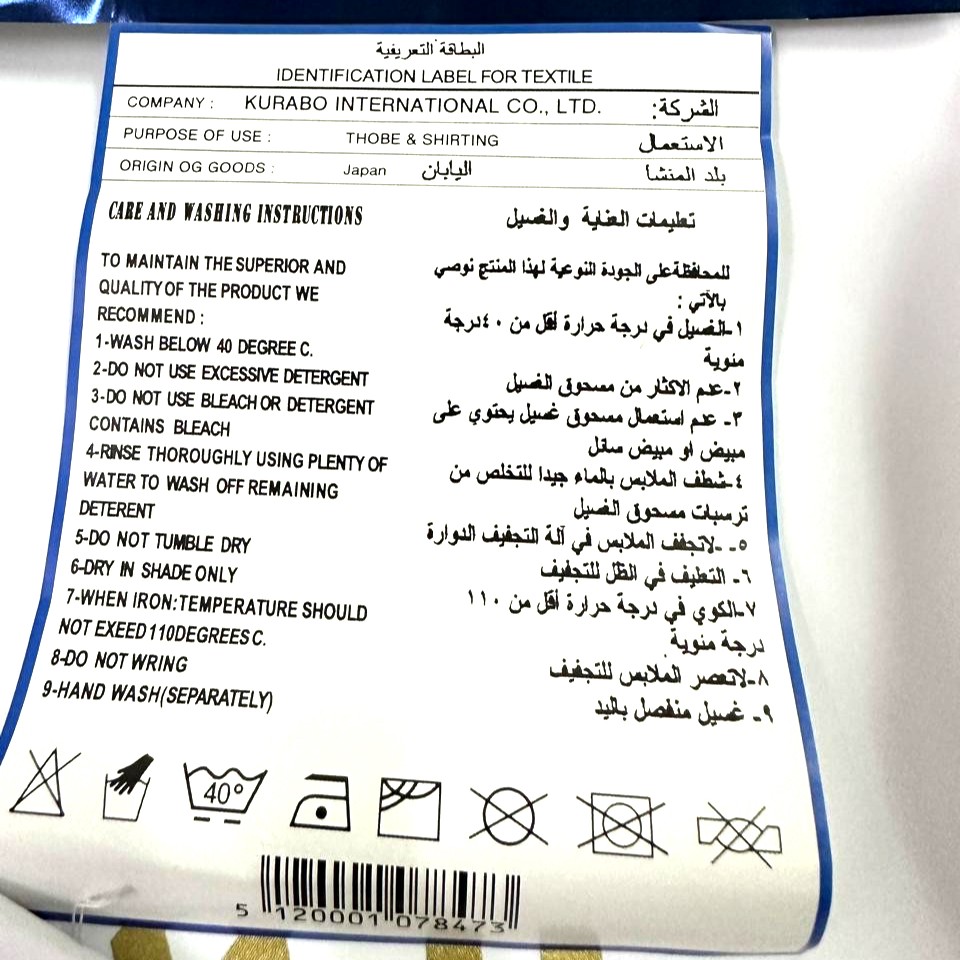 البطاقة التعريفية
IDENTIFICATION LABEL FOR TEXTILE
COMPANY : KURABO INTERNATIONAL CO., LTD. الشركة:
PURPOSE OF USE : THOBE & SHIRTING الاستعمال
ORIGIN OG GOODS : Japan اليابان بلد المنشا
CARE AND WASHING INSTRUCTIONS
TO MAINTAIN THE SUPERIOR AND
QUALITY OF THE PRODUCT WE
RECOMMEND :
1-WASH BELOW 40 DEGREE C.
2-DO NOT USE EXCESSIVE DETERGENT
3-DO NOT USE BLEACH OR DETERGENT
CONTAINS BLEACH
4-RINSE THOROUGHLY USING PLENTY OF
WATER TO WASH OFF REMAINING
DETERENT
5-DO NOT TUMBLE DRY
6-DRY IN SHADE ONLY
7-WHEN IRON:TEMPERATURE SHOULD
NOT EXEED 110DEGREES C.
8-DO NOT WRING
9-HAND WASH(SEPARATELY)
تعليمات العناية والغسيل
للمحافظة على الجودة النوعية لهذا المنتج نوصي
بالآتي :
١-الغسيل في درجة حرارة أقل من ٤٠درجة
منوية
٢-عدم الاكثار من مسحوق الغسيل
٣- عدم استعمال مسحوق غسيل يحتوي على
مبيض او مبيض سائل
٤-شطف الملابس بالماء جيدا للتخلص من
ترسبات مسحوق الغسيل
٥- -لاتجفف الملابس في آلة التجفيف الدوارة
٦- التعليف في الظل للتجفيف
٧-الكوي في درجة حرارة أقل من ١١٠
درجة منوية
٨-لاتعصر الملابس للتجفيف
٩- غسيل منفصل باليد
40°
5 120001 078473